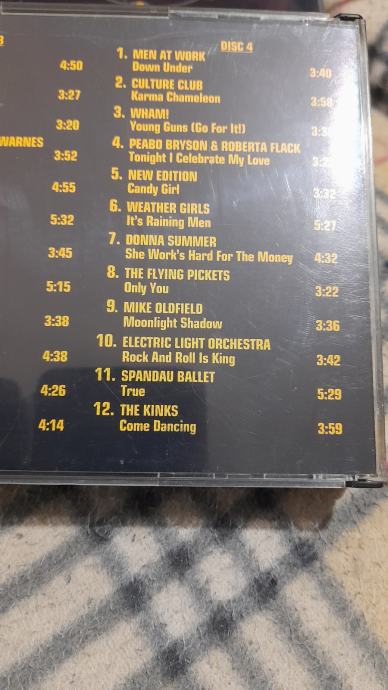 3
4:50
3:27
3:20
WARNES
3:52
4:55
5:32
3:45
5:15
3:38
4:38
4:26
4:14
DISC 4
1. MEN AT WORK
Down Under 3:40
2. CULTURE CLUB
Karma Chameleon 3:58
3. WHAM!
Young Guns (Go For It!)
4. PEABO BRYSON & ROBERTA FLACK
Tonight I Celebrate My Love
5. NEW EDITION
Candy Girl 3:32
6. WEATHER GIRLS
It's Raining Men 5:27
7. DONNA SUMMER
She Work's Hard For The Money 4:32
8. THE FLYING PICKETS
Only You 3:22
9. MIKE OLDFIELD
Moonlight Shadow 3:36
10. ELECTRIC LIGHT ORCHESTRA
Rock And Roll Is King 3:42
11. SPANDAU BALLET
True 5:29
12. THE KINKS
Come Dancing 3:59